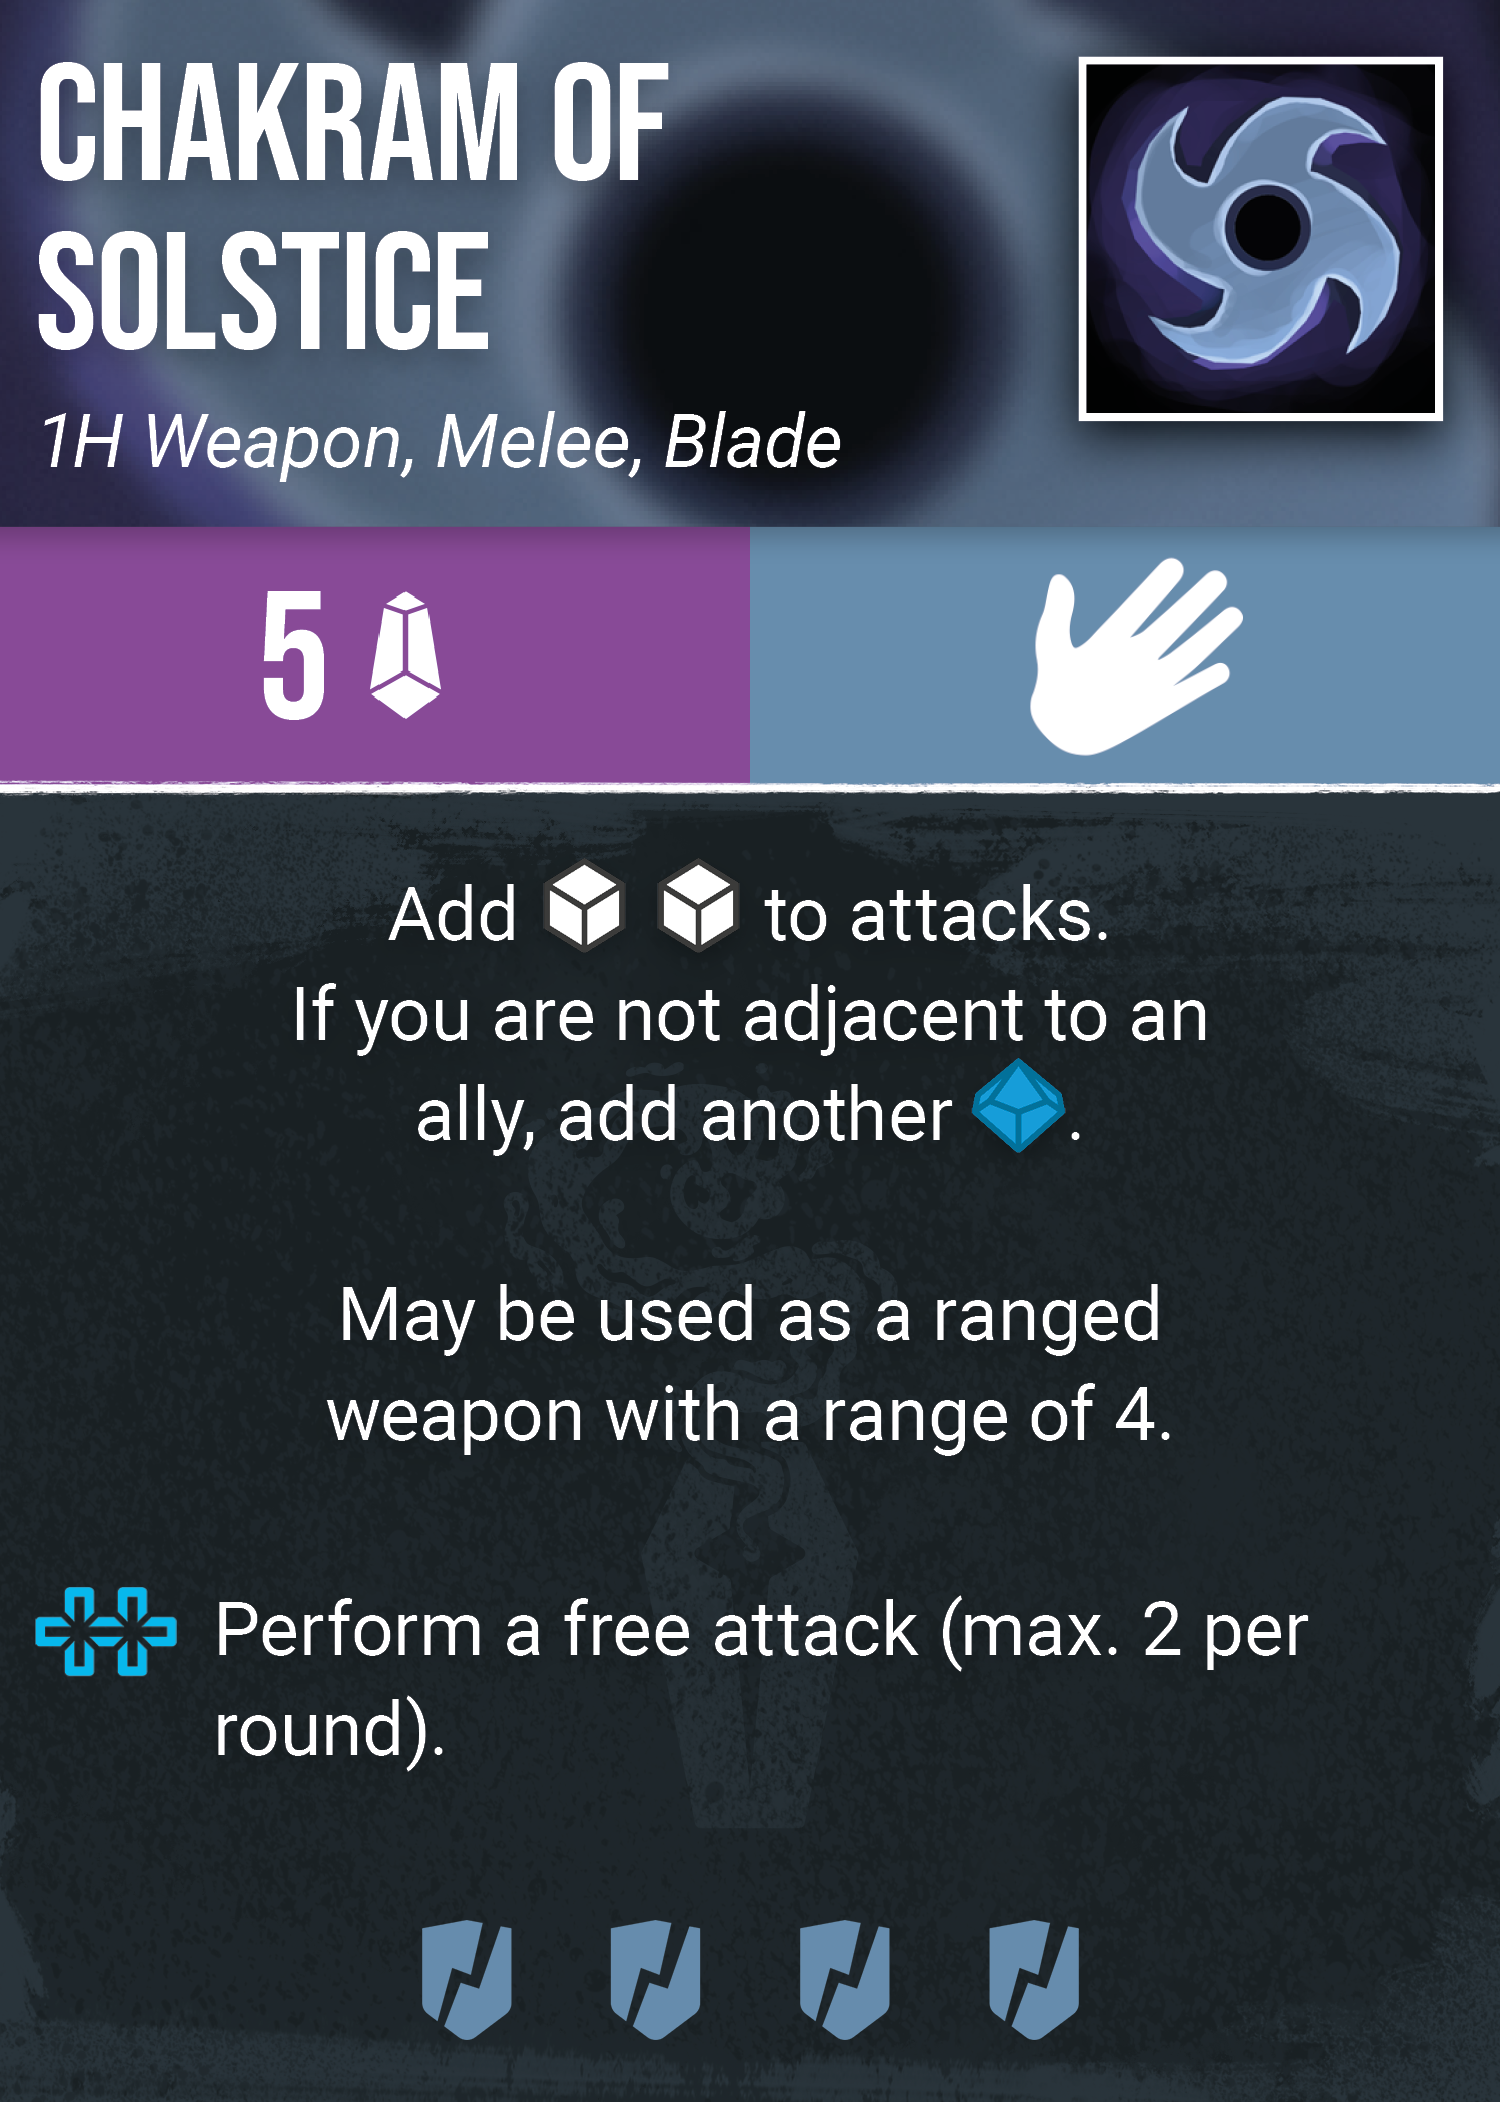 CHAKRAM OF
SOLSTICE
1H Weapon, Melee, Blade
5
Add to attacks.
If you are not adjacent to an
ally, add another .
May be used as a ranged
weapon with a range of 4.
Perform a free attack (max. 2 per
round).